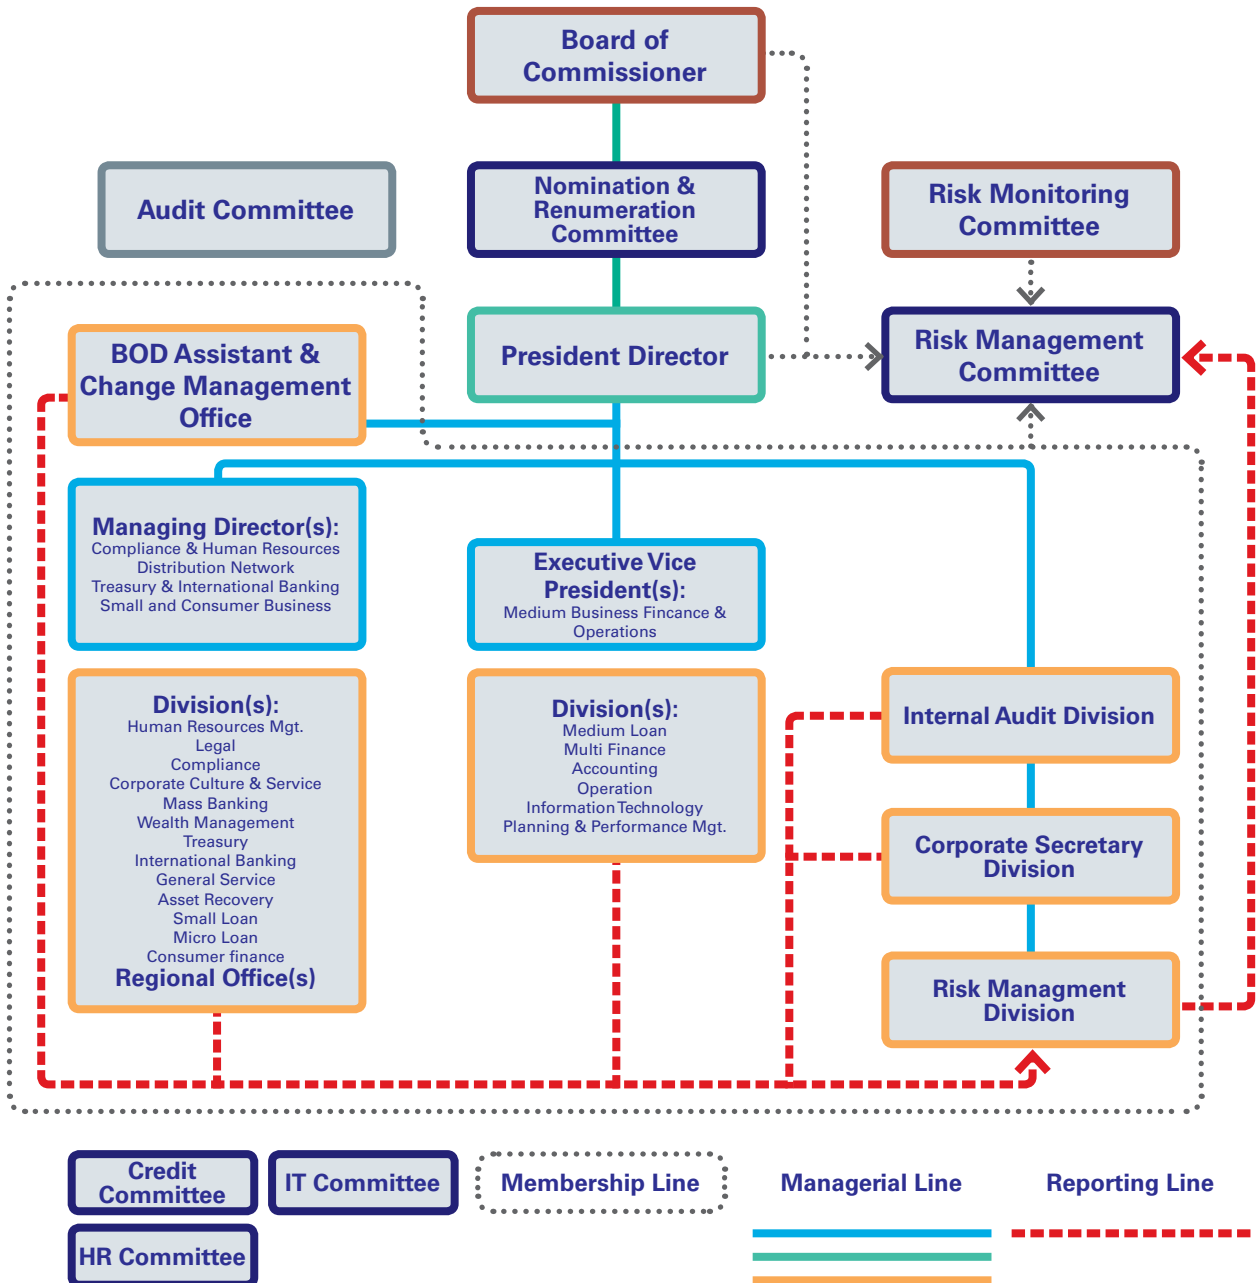 Board of
Commissioner
Audit Committee
Nomination &
Renumeration
Committee
Risk Monitoring
Committee
BOD Assistant &
Change Management
Office
President Director
Risk Management
Committee
Managing Director(s):
Compliance & Human Resources
Distribution Network
Treasury & International Banking
Small and Consumer Business
Executive Vice
President(s):
Medium Business Fincance &
Operations
Division(s):
Human Resources Mgt.
Legal
Compliance
Corporate Culture & Service
Mass Banking
Wealth Management
Treasury
International Banking
General Service
Asset Recovery
Small Loan
Micro Loan
Consumer finance
Regional Office(s)
Division(s):
Medium Loan
Multi Finance
Accounting
Operation
Information Technology
Planning & Performance Mgt.
Internal Audit Division
Corporate Secretary
Division
Risk Managment
Division
Credit
Committee
IT Committee
HR Committee
Membership Line
Managerial Line
Reporting Line